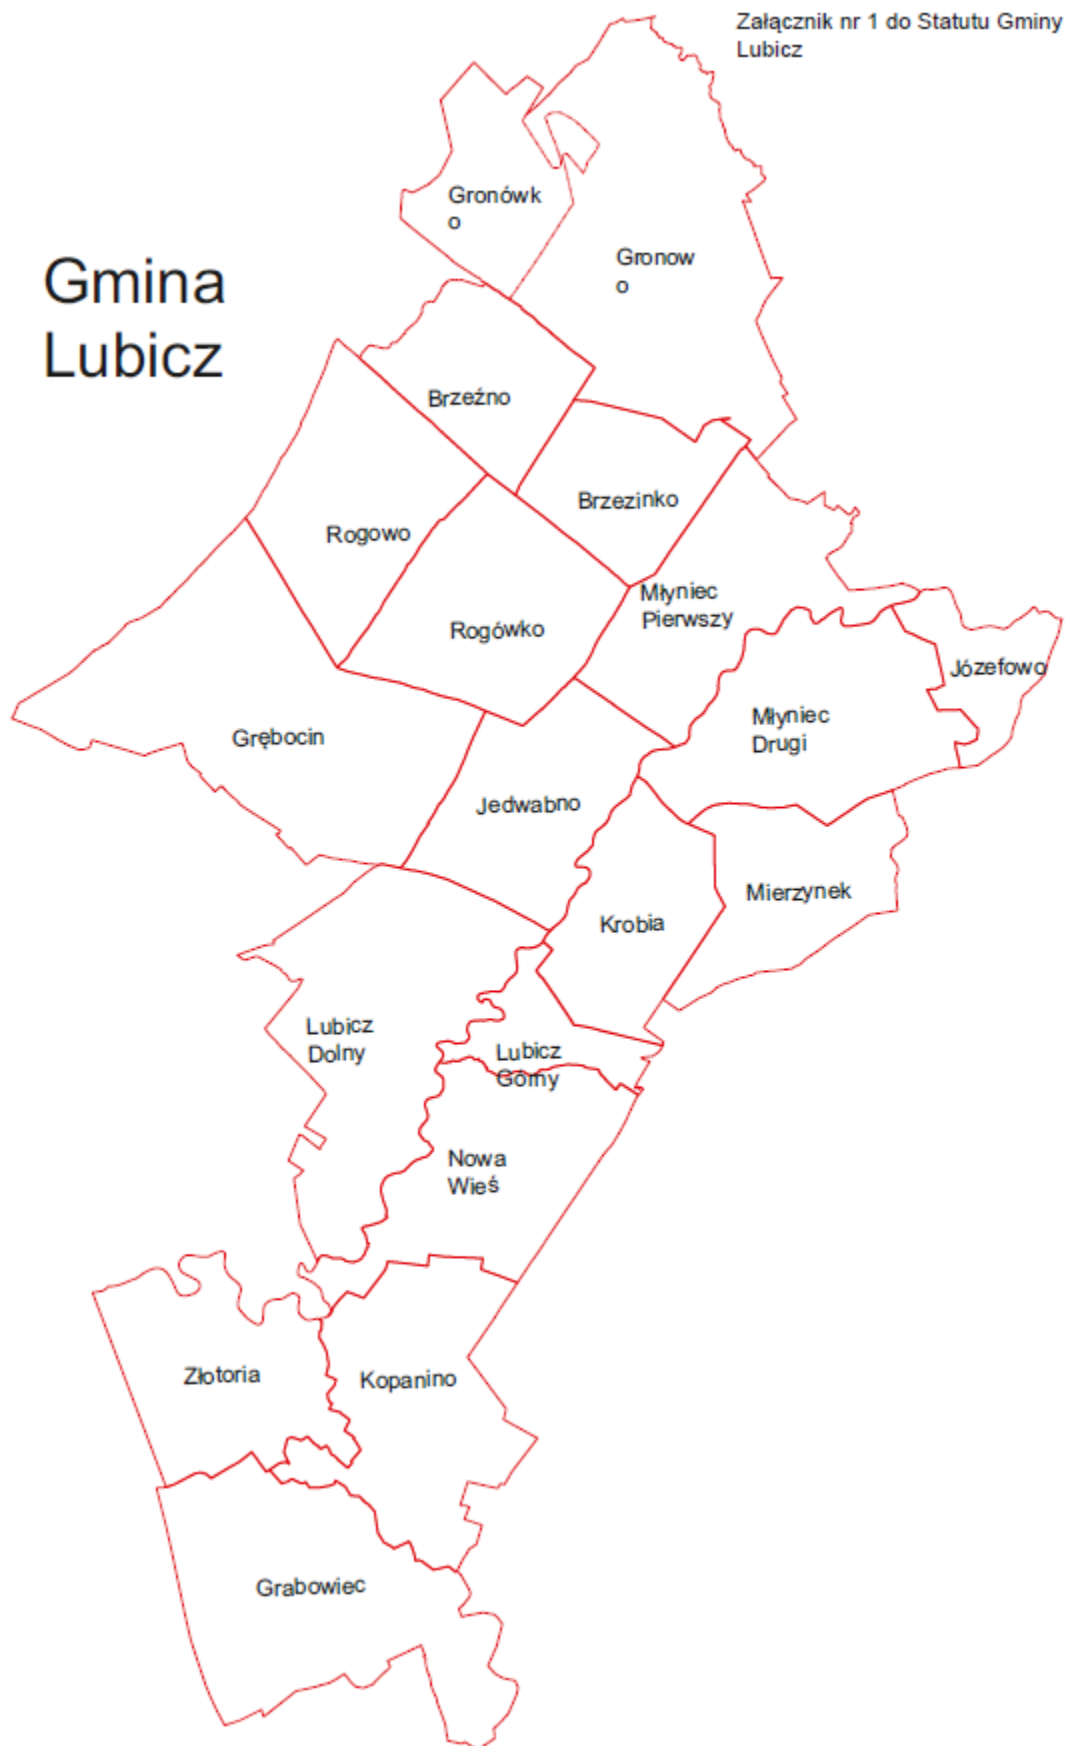 Załącznik nr 1 do Statutu Gminy
Lubicz
Gmina
Lubicz
Gronówk
o
Gronow
o
Brzeźno
Brzezinko
Rogowo
Młyniec
Pierwszy
Rogówko
Józefowo
Młyniec
Drugi
Grębocin
Jedwabno
Mierzynek
Krobia
Lubicz
Dolny
Lubicz
Górny
Nowa
Wieś
Złotoria
Kopanino
Grabowiec